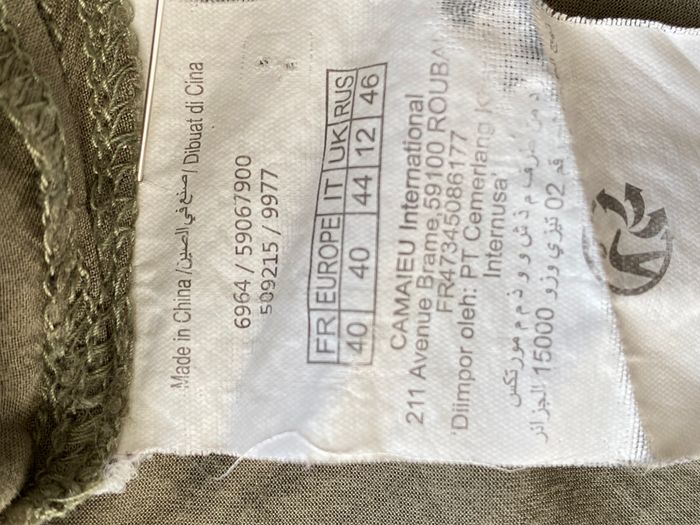 Made in China / صنع في الصين / Dibuat di Cina
6964 / 59067900
509215 / 9977
FR EUROPE IT UK RUS
40 40 44 12 46
CAMAIEU International
211 Avenue Brame 59100 ROUBA
FR47345086177
'Diimpor oleh: PT Cemerlang
Internusa'
15000 الجزائر